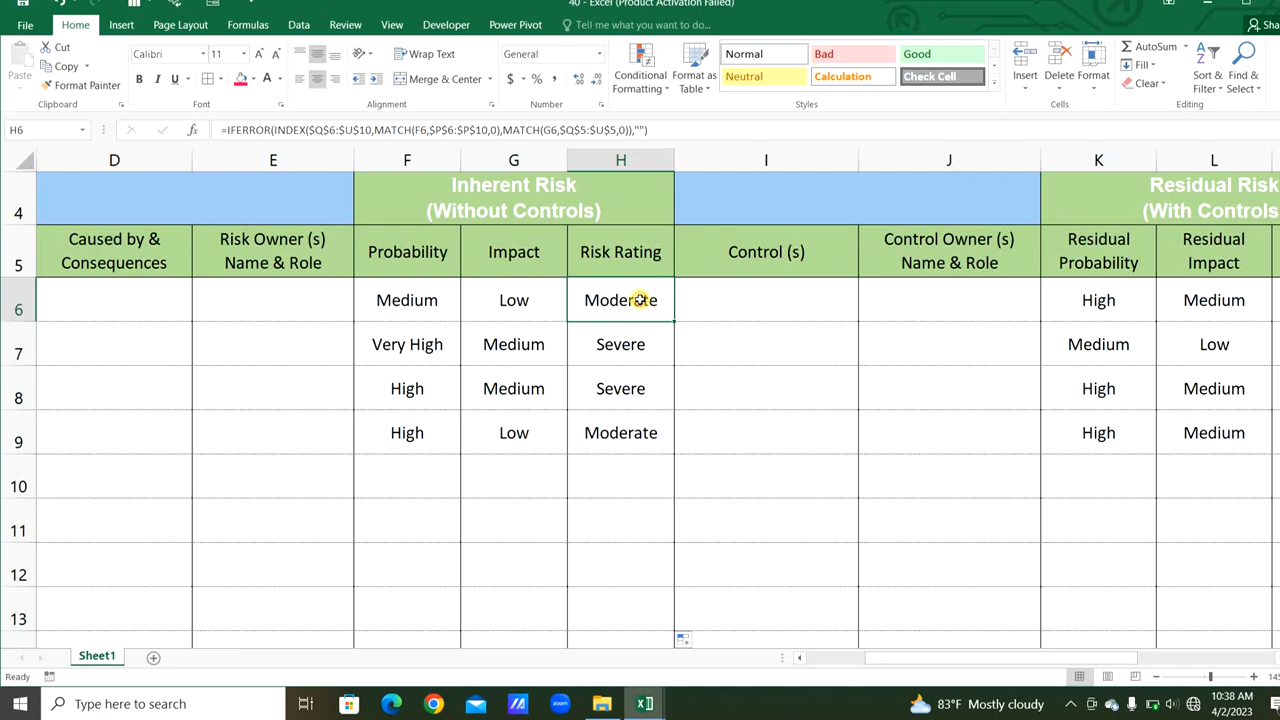 40 - Excel (Product Activation Failed)
File Home Insert Page Layout Formulas Data Review View Developer Power Pivot Tell me what you want to do... Sha
Cut
Copy
Format Painter
Paste
Clipboard
Calibri 11
B I U
Font
Wrap Text
Merge & Center
Alignment
General
$ % ,
Number
Conditional Formatting
Format as Table
Normal Bad Good
Neutral Calculation Check Cell
Styles
Insert Delete Format
Cells
AutoSum
Fill
Clear
Sort & Filter
Find & Select
Editing
H6 fx =IFERROR(INDEX($Q$6:$U$10,MATCH(F6,$P$6:$P$10,0),MATCH(G6,$Q$5:$U$5,0)),"")
D E F G H I J K L
4 Inherent Risk
(Without Controls)
Residual Risk
(With Controls
5 Caused by & Consequences
Risk Owner (s) Name & Role
Probability
Impact
Risk Rating
Control (s)
Control Owner (s) Name & Role
Residual Probability
Residual Impact
6 Medium Low Moderate High Medium
7 Very High Medium Severe Medium Low
8 High Medium Severe High Medium
9 High Low Moderate High Medium
10
11
12
13
Sheet1
Ready
Type here to search
83°F Mostly cloudy
10:38 AM
4/2/2023